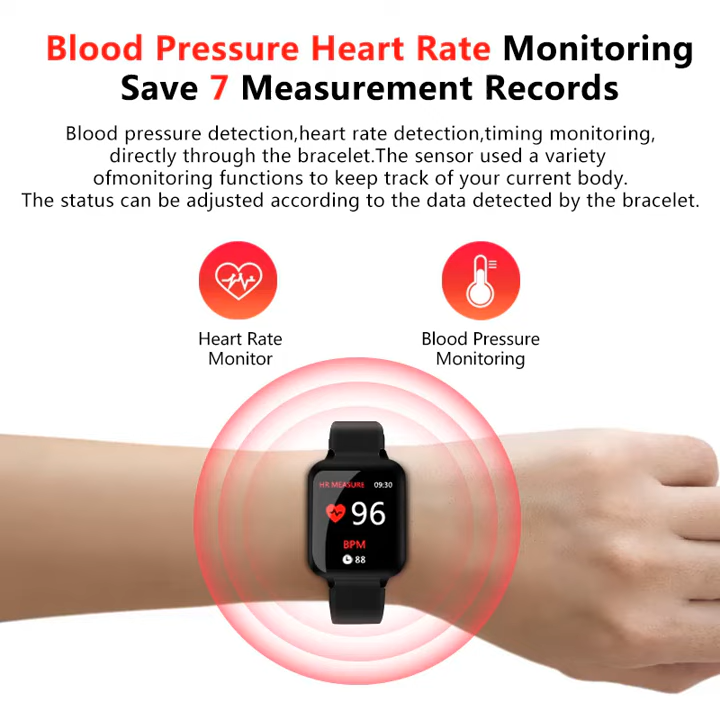 Blood Pressure Heart Rate Monitoring
Save 7 Measurement Records
Blood pressure detection,heart rate detection,timing monitoring,
directly through the bracelet.The sensor used a variety
ofmonitoring functions to keep track of your current body.
The status can be adjusted according to the data detected by the bracelet.
Heart Rate
Monitor
Blood Pressure
Monitoring
HR MEASURE 09:30
96
BPM
88